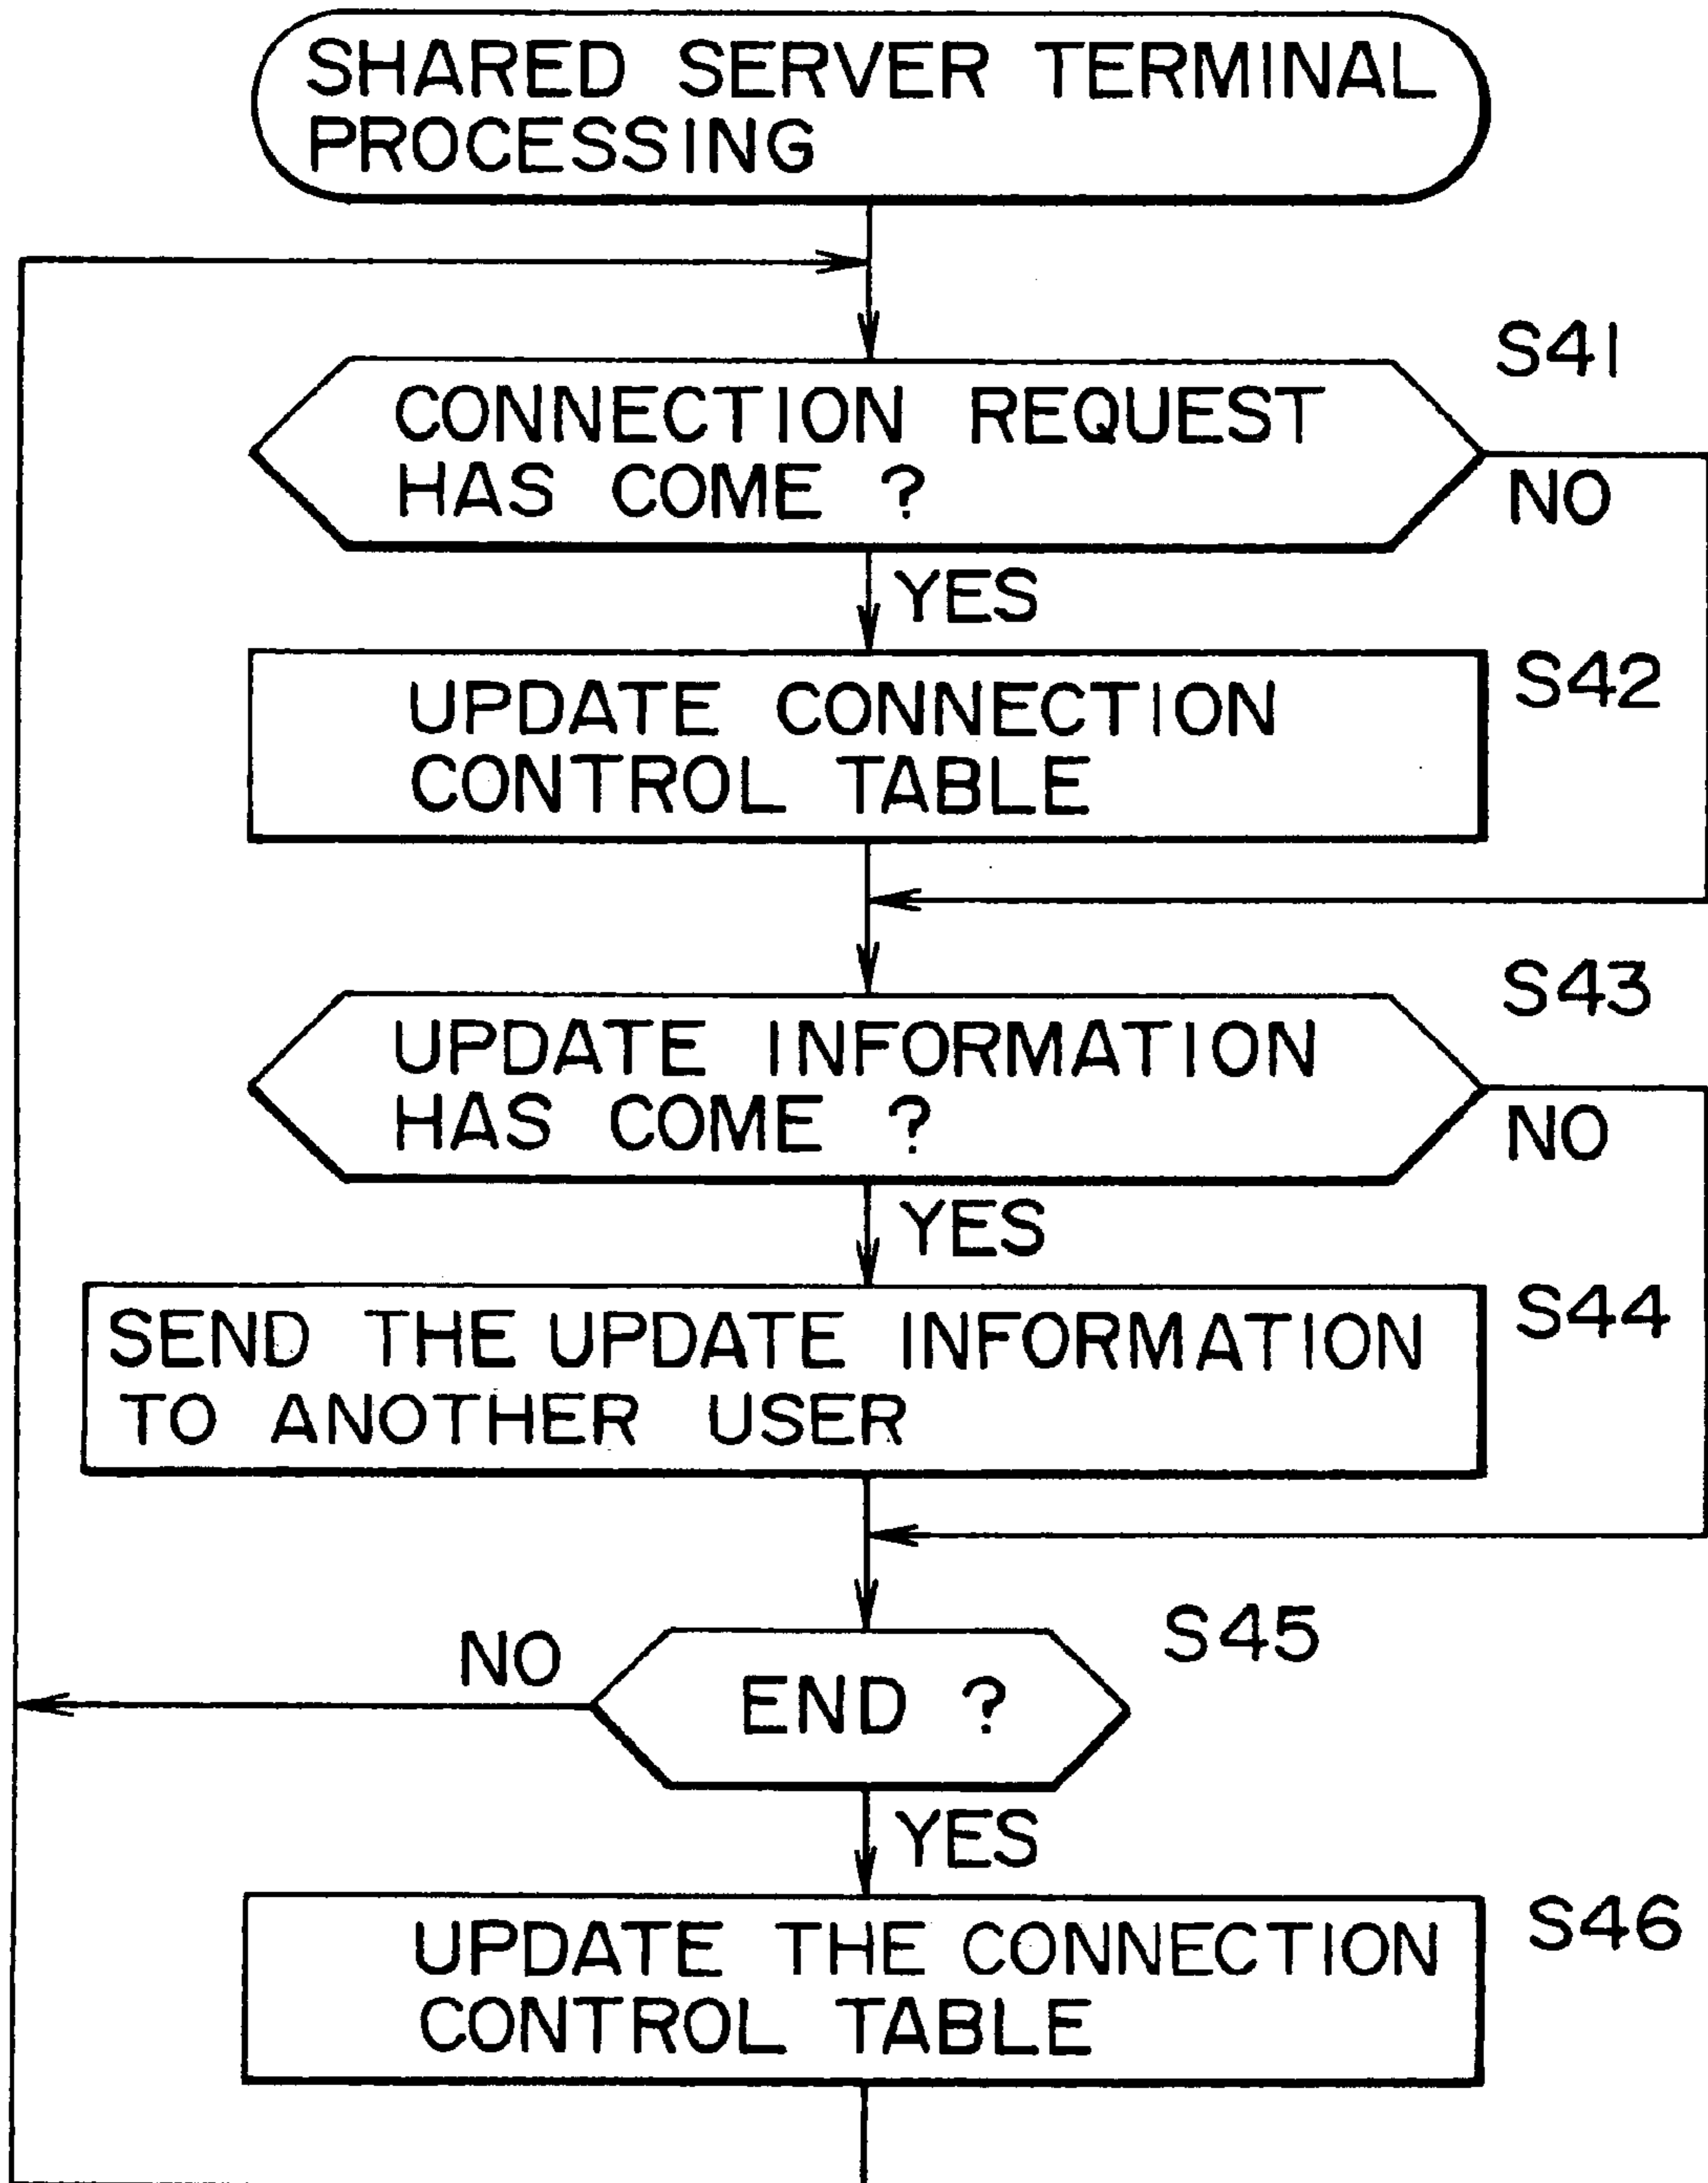 SHARED SERVER TERMINAL
PROCESSING
S41
CONNECTION REQUEST
HAS COME ?
NO
YES
S42
UPDATE CONNECTION
CONTROL TABLE
S43
UPDATE INFORMATION
HAS COME ?
NO
YES
S44
SEND THE UPDATE INFORMATION
TO ANOTHER USER
S45
NO
END ?
YES
S46
UPDATE THE CONNECTION
CONTROL TABLE